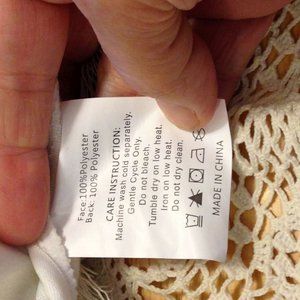 Face:100%Polyester
Back: 100% Polyester
CARE INSTRUCTION:
Machine wash cold separately.
Gentle Cycle Only.
Do not bleach.
Tumble dry on low heat.
Iron on low heat.
Do not dry clean.
MADE IN CHINA